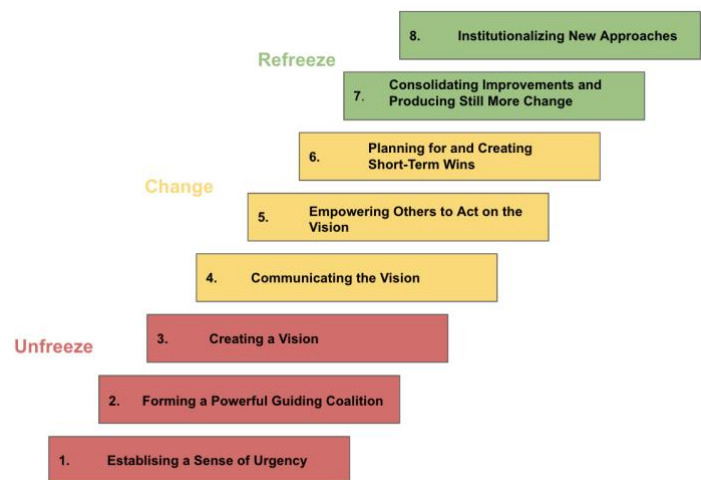 8. Institutionalizing New Approaches
Refreeze
7. Consolidating Improvements and
Producing Still More Change
6. Planning for and Creating
Short-Term Wins
Change
5. Empowering Others to Act on the
Vision
4. Communicating the Vision
3. Creating a Vision
Unfreeze
2. Forming a Powerful Guiding Coalition
1. Establising a Sense of Urgency